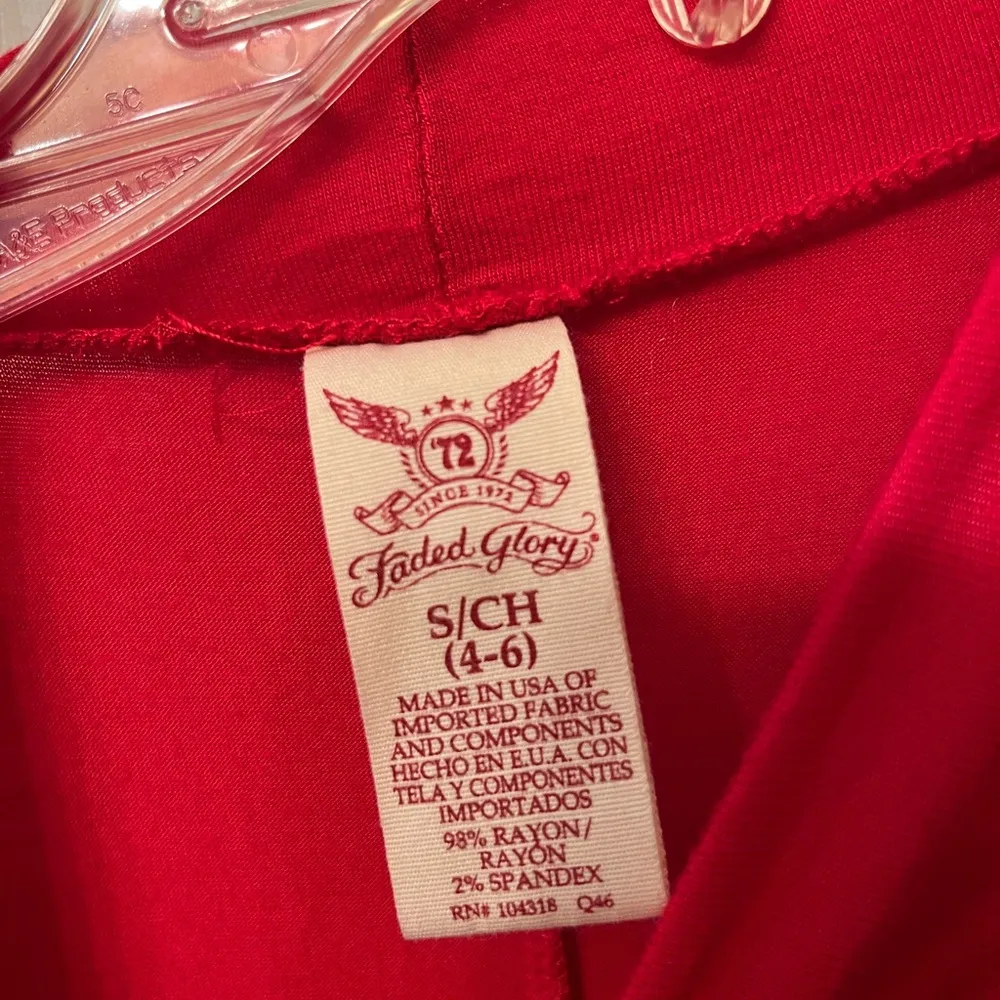 5C
A&E Products
'72
SINCE 1972
Faded Glory®
S/CH
(4-6)
MADE IN USA OF
IMPORTED FABRIC
AND COMPONENTS
HECHO EN E.U.A. CON
TELA Y COMPONENTES
IMPORTADOS
98% RAYON/
RAYÓN
2% SPANDEX
RN# 104318 Q46